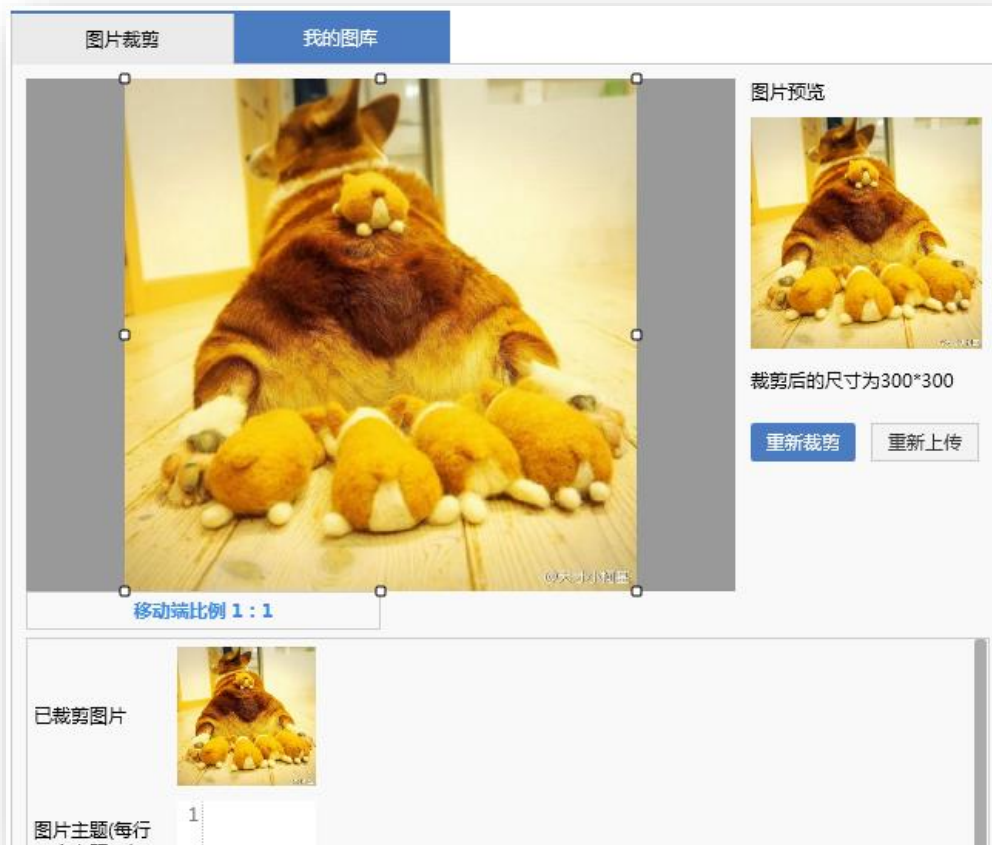 图片裁剪
我的图库
图片预览
裁剪后的尺寸为300*300
重新裁剪
重新上传
移动端比例 1：1
已裁剪图片
1
图片主题(每行